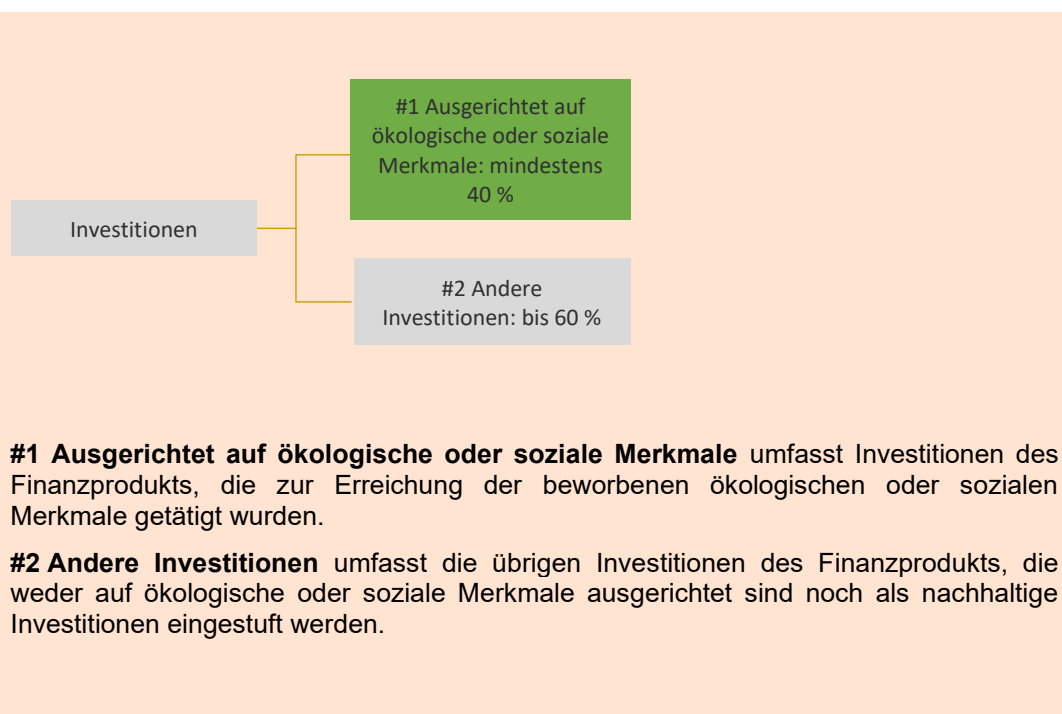 #1 Ausgerichtet auf
ökologische oder soziale
Merkmale: mindestens
40 %
Investitionen
#2 Andere
Investitionen: bis 60 %
#1 Ausgerichtet auf ökologische oder soziale Merkmale umfasst Investitionen des
Finanzprodukts, die zur Erreichung der beworbenen ökologischen oder sozialen
Merkmale getätigt wurden.
#2 Andere Investitionen umfasst die übrigen Investitionen des Finanzprodukts, die
weder auf ökologische oder soziale Merkmale ausgerichtet sind noch als nachhaltige
Investitionen eingestuft werden.